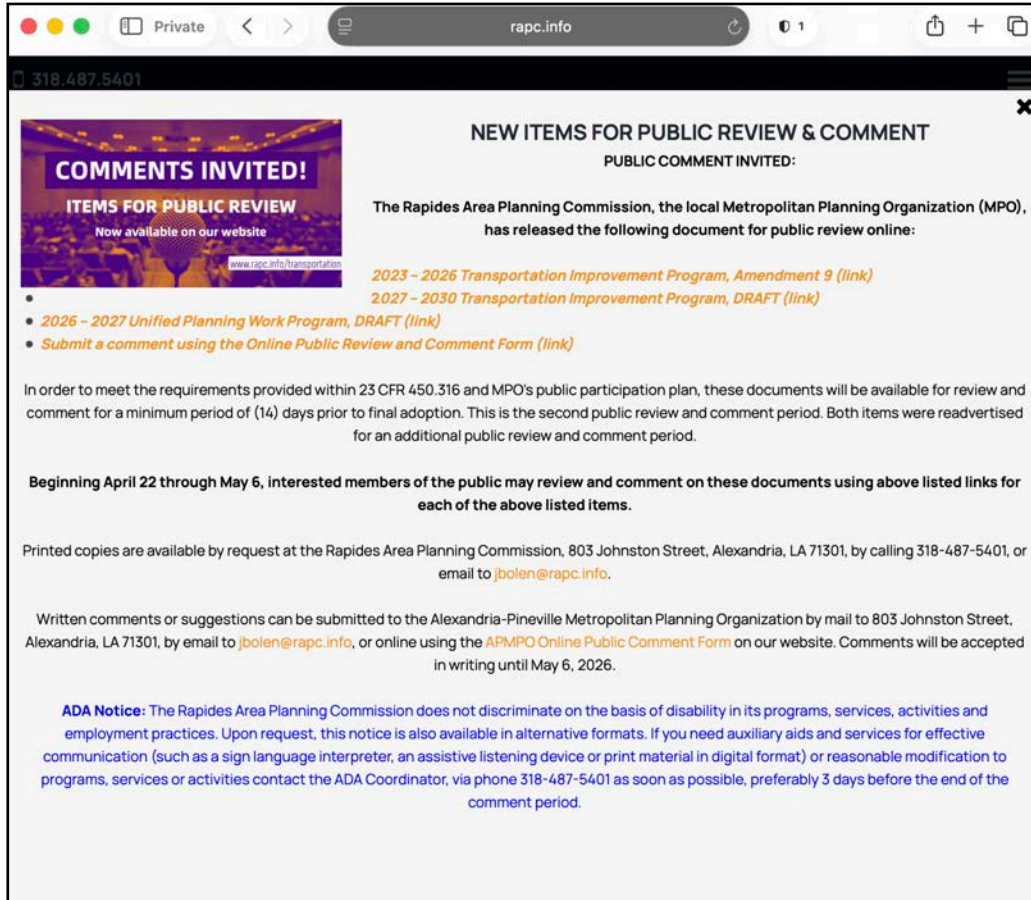 Private
rapc.info
1
318.487.5401
COMMENTS INVITED!
ITEMS FOR PUBLIC REVIEW
Now available on our website
www.rapc.info/transportation
NEW ITEMS FOR PUBLIC REVIEW & COMMENT
PUBLIC COMMENT INVITED:
The Rapides Area Planning Commission, the local Metropolitan Planning Organization (MPO),
has released the following document for public review online:
2023 – 2026 Transportation Improvement Program, Amendment 9 (link)
2027 – 2030 Transportation Improvement Program, DRAFT (link)
2026 – 2027 Unified Planning Work Program, DRAFT (link)
Submit a comment using the Online Public Review and Comment Form (link)
In order to meet the requirements provided within 23 CFR 450.316 and MPO's public participation plan, these documents will be available for review and
comment for a minimum period of (14) days prior to final adoption. This is the second public review and comment period. Both items were readvertised
for an additional public review and comment period.
Beginning April 22 through May 6, interested members of the public may review and comment on these documents using above listed links for
each of the above listed items.
Printed copies are available by request at the Rapides Area Planning Commission, 803 Johnston Street, Alexandria, LA 71301, by calling 318-487-5401, or
email to jbolen@rapc.info.
Written comments or suggestions can be submitted to the Alexandria-Pineville Metropolitan Planning Organization by mail to 803 Johnston Street,
Alexandria, LA 71301, by email to jbolen@rapc.info, or online using the APMPO Online Public Comment Form on our website. Comments will be accepted
in writing until May 6, 2026.
ADA Notice: The Rapides Area Planning Commission does not discriminate on the basis of disability in its programs, services, activities and
employment practices. Upon request, this notice is also available in alternative formats. If you need auxiliary aids and services for effective
communication (such as a sign language interpreter, an assistive listening device or print material in digital format) or reasonable modification to
programs, services or activities contact the ADA Coordinator, via phone 318-487-5401 as soon as possible, preferably 3 days before the end of the
comment period.